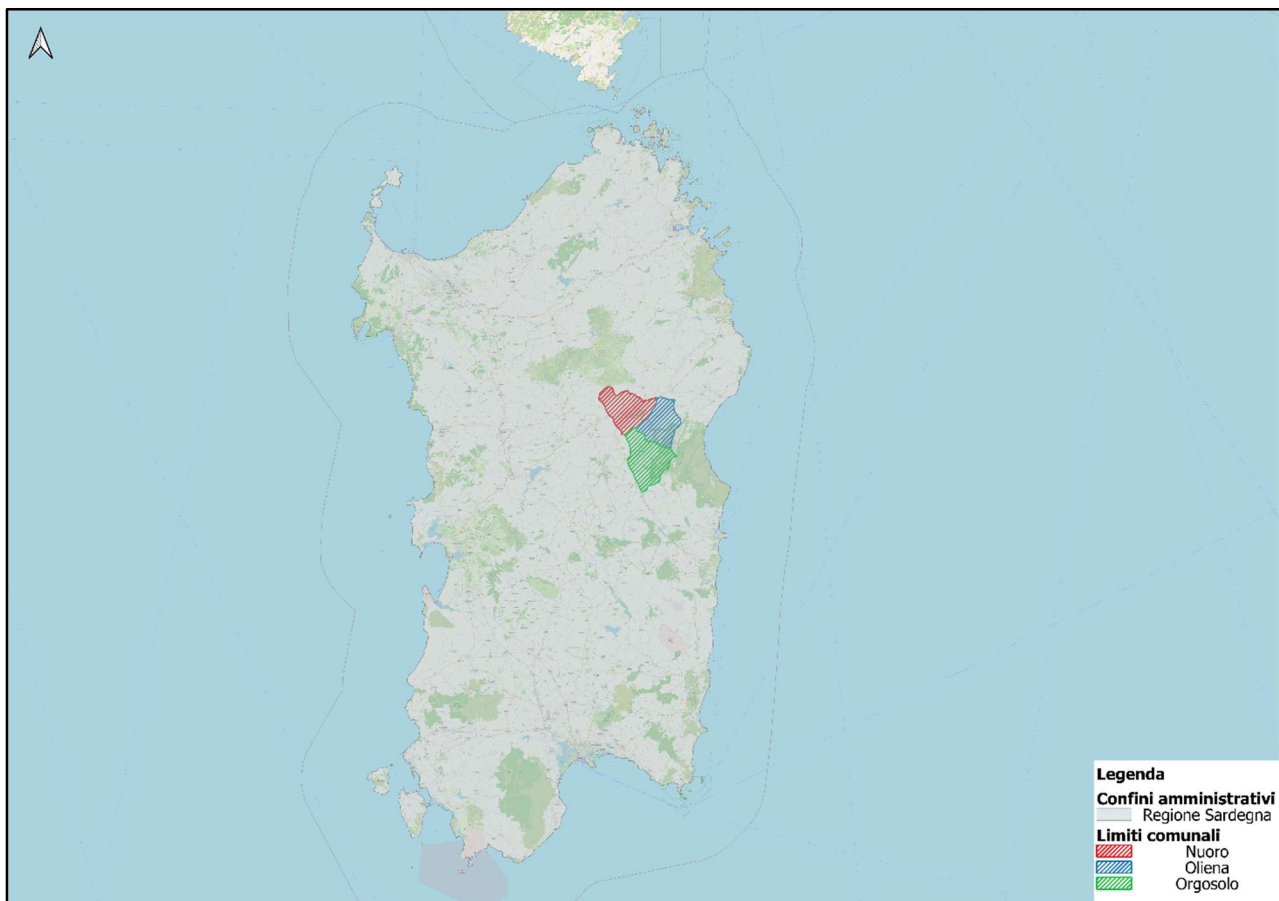 Legenda
Confini amministrativi
Regione Sardegna
Limiti comunali
Nuoro
Oliena
Orgosolo